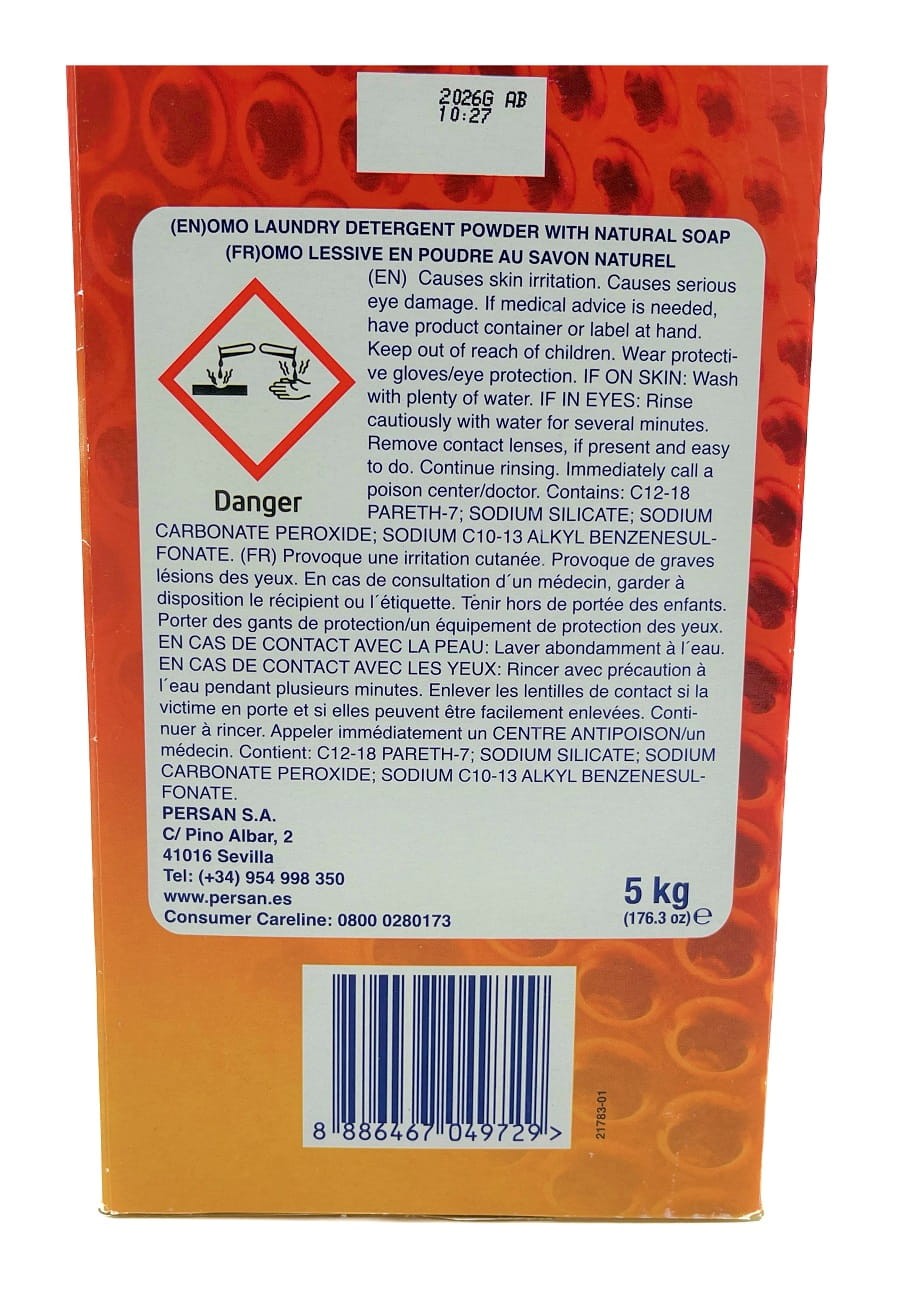 2026G AB
10:27
(EN)OMO LAUNDRY DETERGENT POWDER WITH NATURAL SOAP
(FR)OMO LESSIVE EN POUDRE AU SAVON NATUREL
(EN) Causes skin irritation. Causes serious
eye damage. If medical advice is needed,
have product container or label at hand.
Keep out of reach of children. Wear protecti-
ve gloves/eye protection. IF ON SKIN: Wash
with plenty of water. IF IN EYES: Rinse
cautiously with water for several minutes.
Remove contact lenses, if present and easy
to do. Continue rinsing. Immediately call a
poison center/doctor. Contains: C12-18
Danger
PARETH-7; SODIUM SILICATE; SODIUM
CARBONATE PEROXIDE; SODIUM C10-13 ALKYL BENZENESUL-
FONATE. (FR) Provoque une irritation cutanée. Provoque de graves
lésions des yeux. En cas de consultation d´un médecin, garder à
disposition le récipient ou l´étiquette. Tenir hors de portée des enfants.
Porter des gants de protection/un équipement de protection des yeux.
EN CAS DE CONTACT AVEC LA PEAU: Laver abondamment à l´eau.
EN CAS DE CONTACT AVEC LES YEUX: Rincer avec précaution à
l´eau pendant plusieurs minutes. Enlever les lentilles de contact si la
victime en porte et si elles peuvent être facilement enlevées. Conti-
nuer à rincer. Appeler immédiatement un CENTRE ANTIPOISON/un
médecin. Contient: C12-18 PARETH-7; SODIUM SILICATE; SODIUM
CARBONATE PEROXIDE; SODIUM C10-13 ALKYL BENZENESUL-
FONATE.
PERSAN S.A.
C/ Pino Albar, 2
41016 Sevilla
Tel: (+34) 954 998 350
www.persan.es
Consumer Careline: 0800 0280173
5 kg
(176.3 oz) ℮
8 886467 049729 >
21783-01